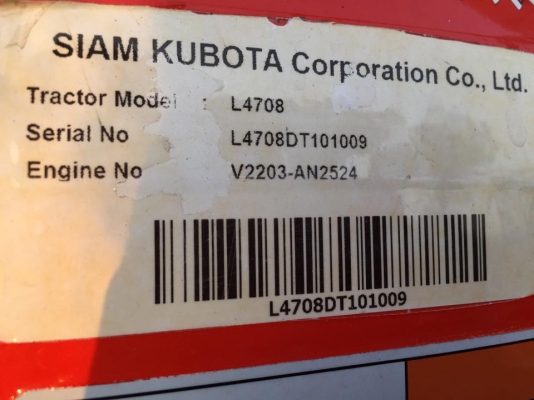 SIAM KUBOTA Corporation Co., Ltd.
Tractor Model : L4708
Serial No L4708DT101009
Engine No V2203-AN2524
L4708DT101009